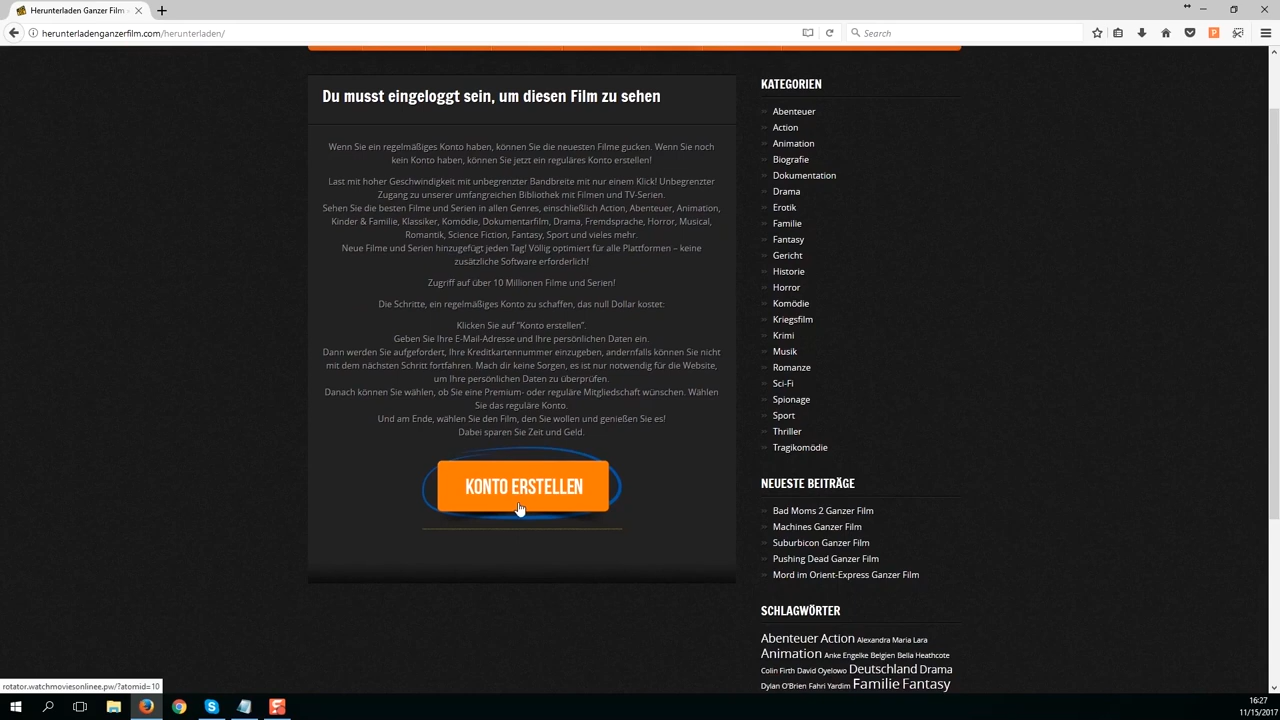 Herunterladen Ganzer Film
herunterladenganzerfilm.com/herunterladen/
Search
Du musst eingeloggt sein, um diesen Film zu sehen
Wenn Sie ein regelmäßiges Konto haben, können Sie die neuesten Filme gucken. Wenn Sie noch
kein Konto haben, können Sie jetzt ein reguläres Konto erstellen!
Last mit hoher Geschwindigkeit mit unbegrenzter Bandbreite mit nur einem Klick! Unbegrenzter
Zugang zu unserer umfangreichen Bibliothek mit Filmen und TV-Serien.
Sehen Sie die besten Filme und Serien in allen Genres, einschließlich Action, Abenteuer, Animation,
Kinder & Familie, Klassiker, Komödie, Dokumentarfilm, Drama, Fremdsprache, Horror, Musical,
Romantik, Science Fiction, Fantasy, Sport und vieles mehr.
Neue Filme und Serien hinzugefügt jeden Tag! Völlig optimiert für alle Plattformen – keine
zusätzliche Software erforderlich!
Zugriff auf über 10 Millionen Filme und Serien!
Die Schritte, ein regelmäßiges Konto zu schaffen, das null Dollar kostet:
Klicken Sie auf "Konto erstellen".
Geben Sie Ihre E-Mail-Adresse und Ihre persönlichen Daten ein.
Dann werden Sie aufgefordert, Ihre Kreditkartennummer einzugeben, andernfalls können Sie nicht
mit dem nächsten Schritt fortfahren. Mach dir keine Sorgen, es ist nur notwendig für die Website,
um Ihre persönlichen Daten zu überprüfen.
Danach können Sie wählen, ob Sie eine Premium- oder reguläre Mitgliedschaft wünschen. Wählen
Sie das reguläre Konto.
Und am Ende, wählen Sie den Film, den Sie wollen und genießen Sie es!
Dabei sparen Sie Zeit und Geld.
KONTO ERSTELLEN
KATEGORIEN
Abenteuer
Action
Animation
Biografie
Dokumentation
Drama
Erotik
Familie
Fantasy
Gericht
Historie
Horror
Komödie
Kriegsfilm
Krimi
Musik
Romanze
Sci-Fi
Spionage
Sport
Thriller
Tragikomödie
NEUESTE BEITRÄGE
Bad Moms 2 Ganzer Film
Machines Ganzer Film
Suburbicon Ganzer Film
Pushing Dead Ganzer Film
Mord im Orient-Express Ganzer Film
SCHLAGWÖRTER
Abenteuer Action Alexandra Maria Lara
Animation Anke Engelke Belgien Bella Heathcote
Colin Firth David Oyelowo Deutschland Drama
Dylan O'Brien Fahri Yardim Familie Fantasy
rotator.watchmoviesonlinee.pw/?atomid=10
16:27
11/15/2017